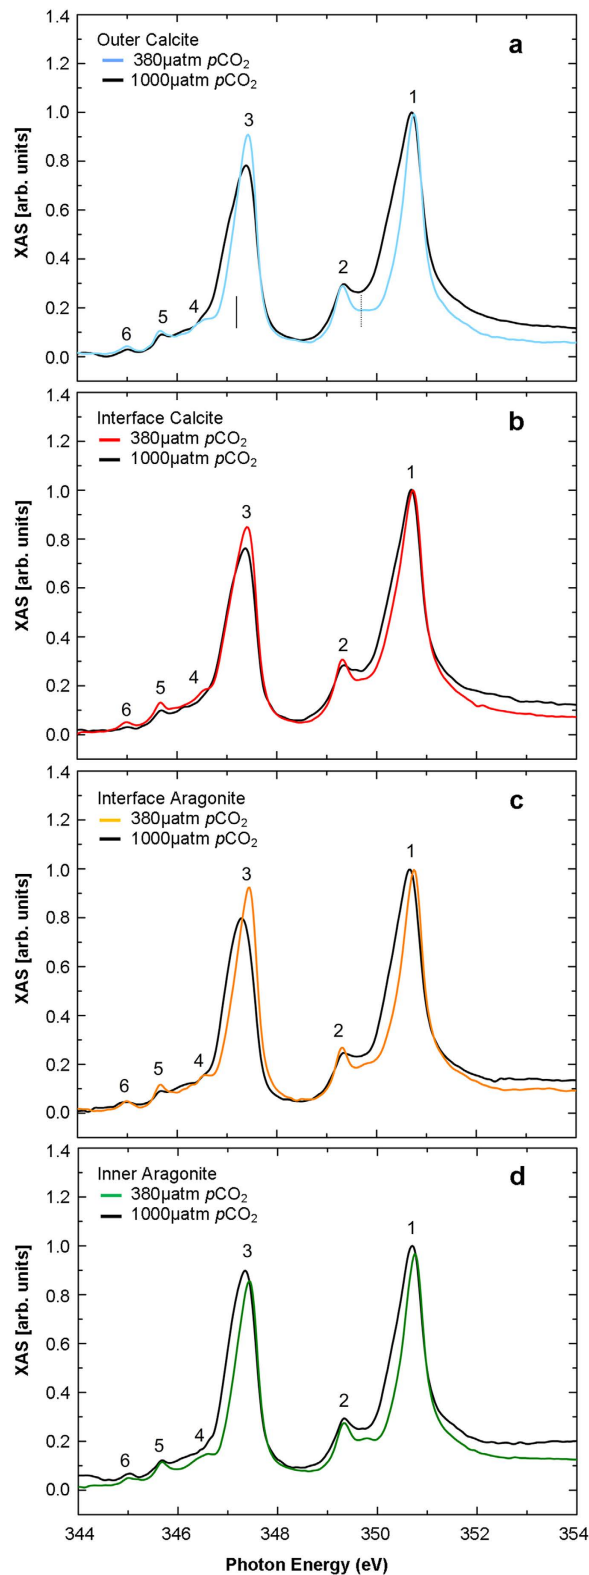 a
Outer Calcite
380µatm pCO₂
1000µatm pCO₂
XAS [arb. units]
1.4
1.2
1.0
0.8
0.6
0.4
0.2
0.0
1
2
3
4
5
6
b
Interface Calcite
380µatm pCO₂
1000µatm pCO₂
XAS [arb. units]
1.4
1.2
1.0
0.8
0.6
0.4
0.2
0.0
1
2
3
4
5
6
c
Interface Aragonite
380µatm pCO₂
1000µatm pCO₂
XAS [arb. units]
1.4
1.2
1.0
0.8
0.6
0.4
0.2
0.0
1
2
3
4
5
6
d
Inner Aragonite
380µatm pCO₂
1000µatm pCO₂
XAS [arb. units]
1.4
1.2
1.0
0.8
0.6
0.4
0.2
0.0
1
2
3
4
5
6
344 346 348 350 352 354
Photon Energy (eV)